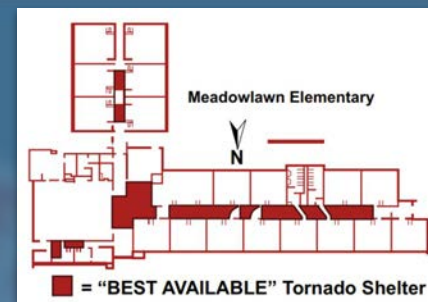 Meadowlawn Elementary
N
= “BEST AVAILABLE” Tornado Shelter